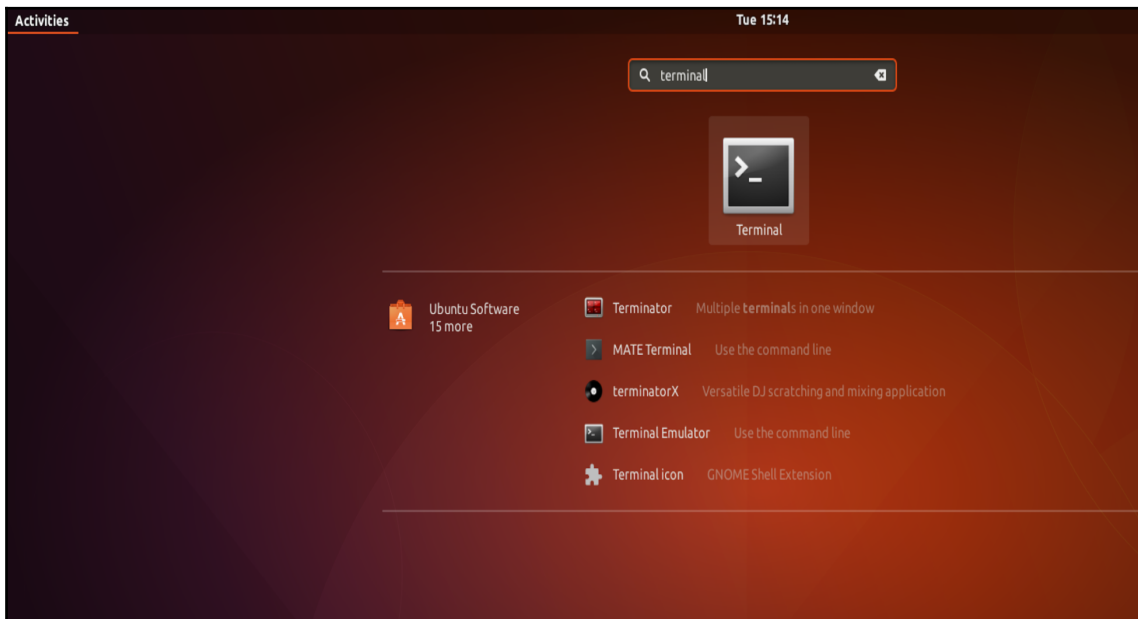 Activities
Tue 15:14
terminal
Terminal
Ubuntu Software
15 more
Terminator Multiple terminals in one window
MATE Terminal Use the command line
terminatorX Versatile DJ scratching and mixing application
Terminal Emulator Use the command line
Terminal icon GNOME Shell Extension